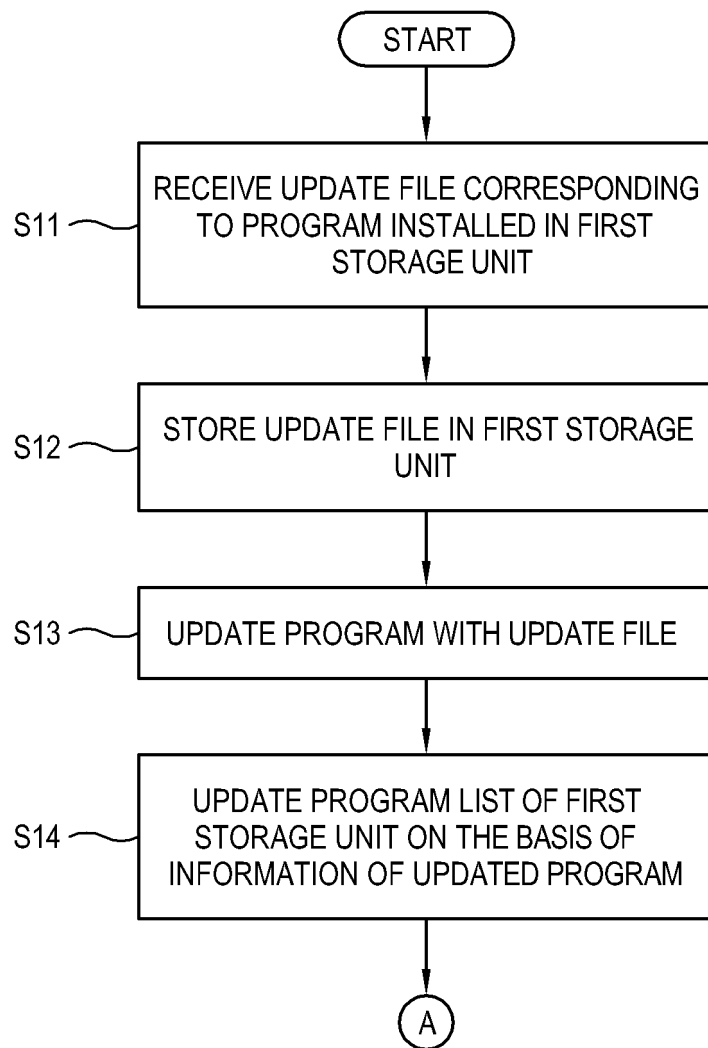 START
S11
RECEIVE UPDATE FILE CORRESPONDING
TO PROGRAM INSTALLED IN FIRST
STORAGE UNIT
S12
STORE UPDATE FILE IN FIRST STORAGE
UNIT
S13
UPDATE PROGRAM WITH UPDATE FILE
S14
UPDATE PROGRAM LIST OF FIRST
STORAGE UNIT ON THE BASIS OF
INFORMATION OF UPDATED PROGRAM
A